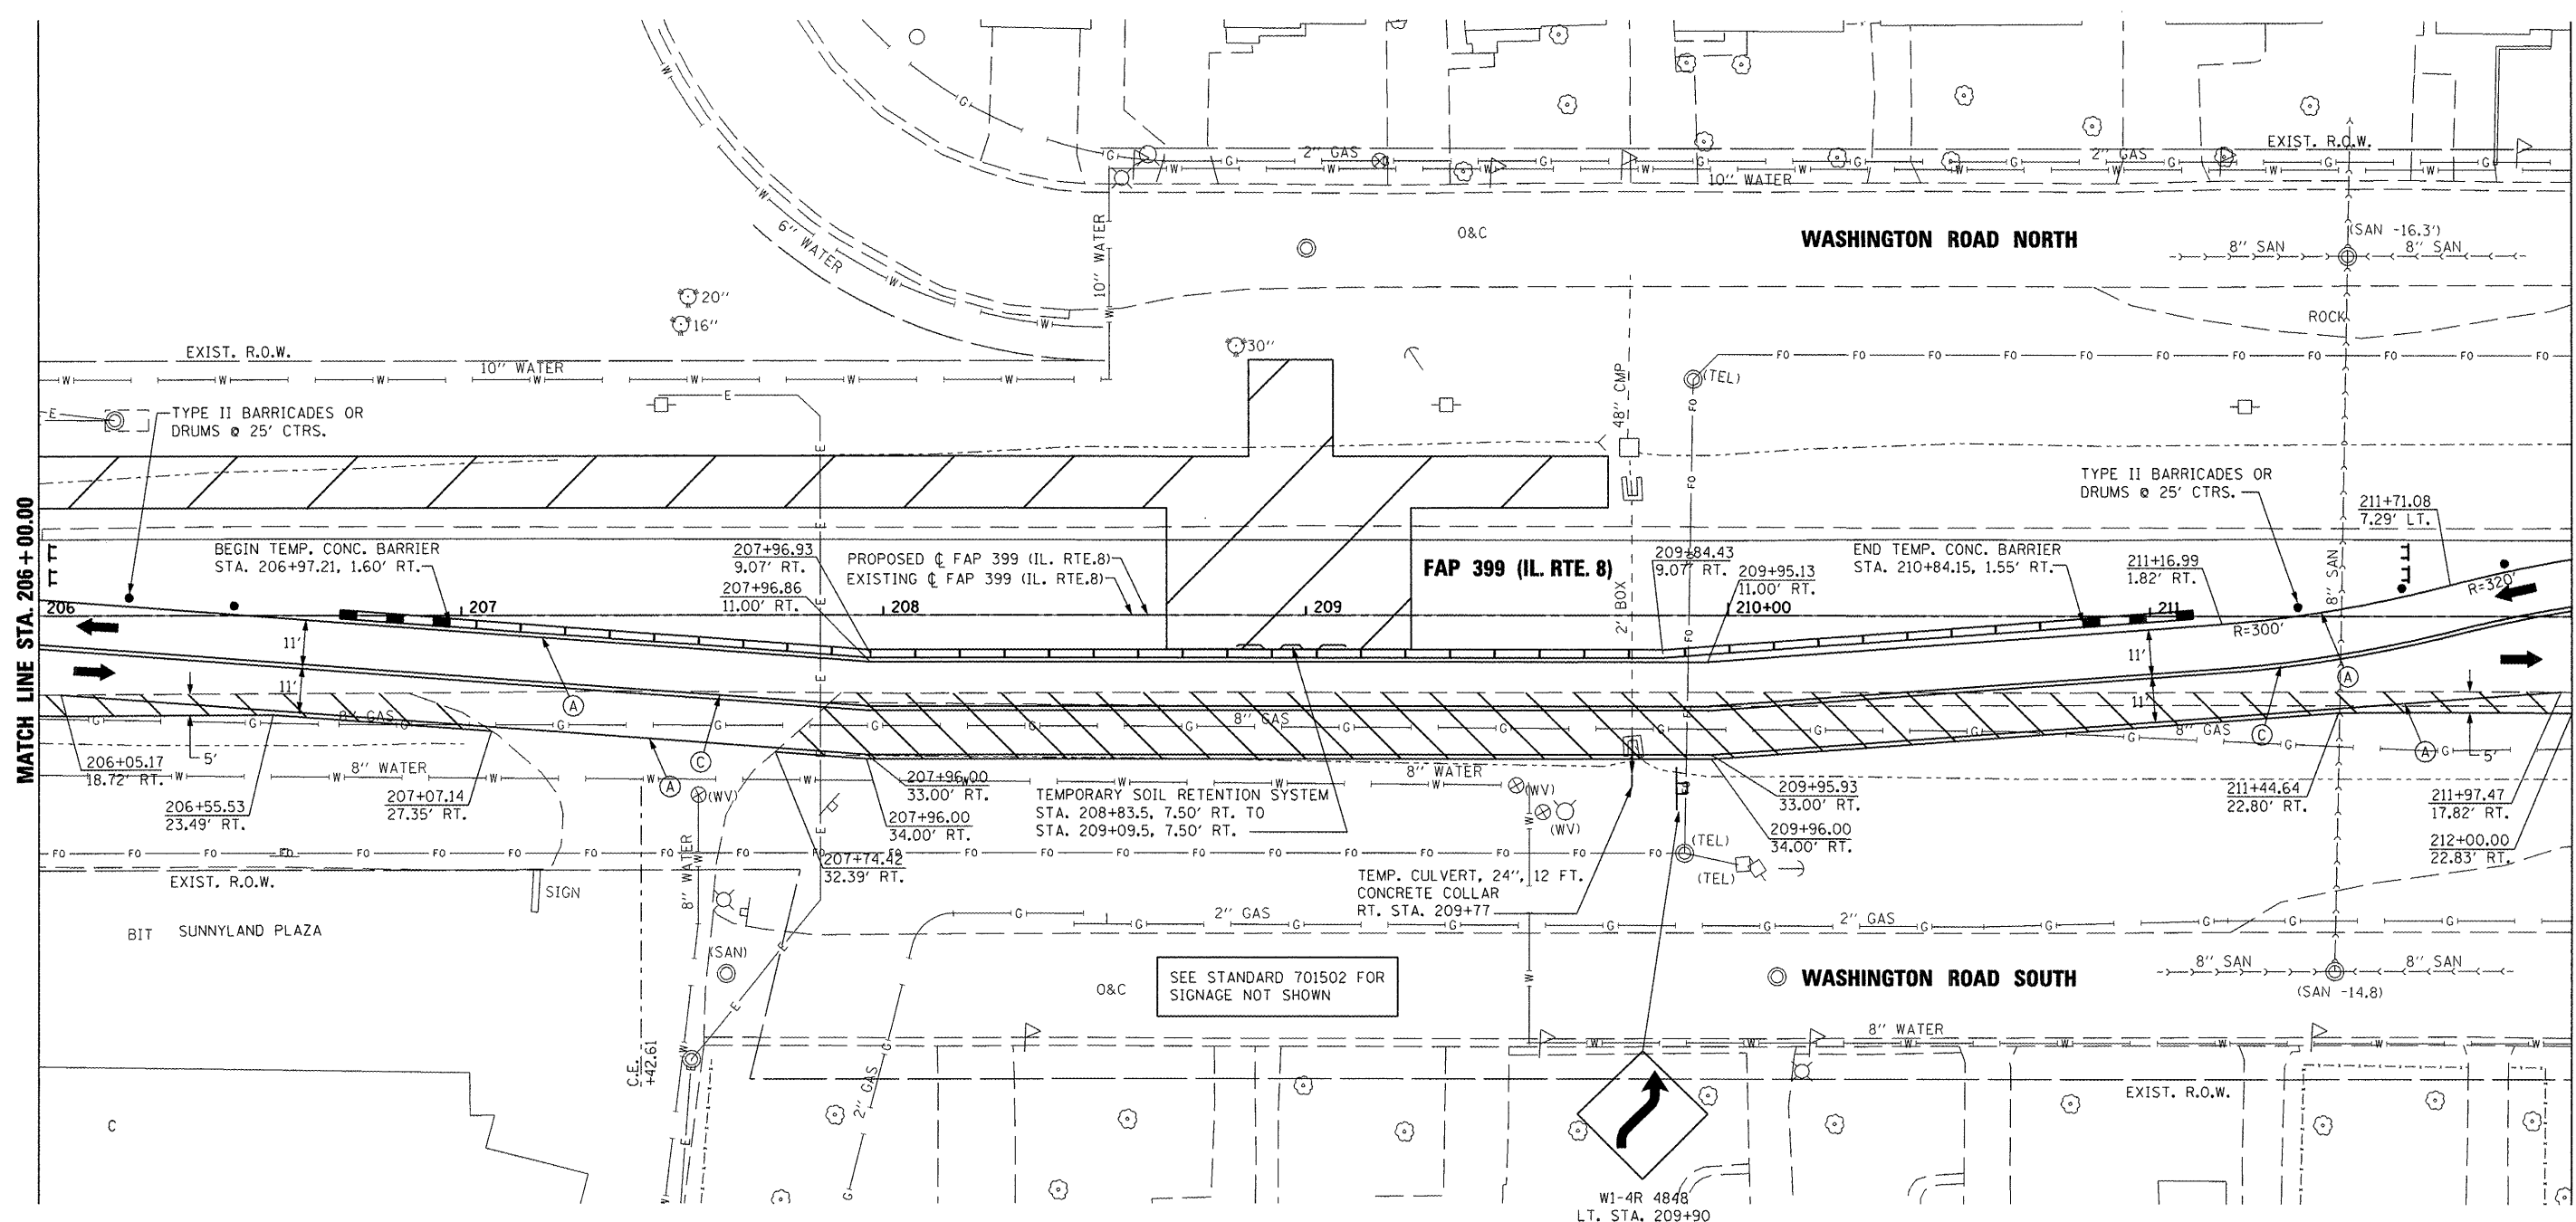 2" GAS
2" GAS
EXIST. R.O.W.
10" WATER
6" WATER
10" WATER
O&C
WASHINGTON ROAD NORTH
(SAN -16.3')
8" SAN
8" SAN
20"
16"
30"
ROCK
EXIST. R.O.W.
10" WATER
48" CMP
(TEL)
TYPE II BARRICADES OR
DRUMS @ 25' CTRS.
TYPE II BARRICADES OR
DRUMS @ 25' CTRS.
211+71.08
7.29' LT.
MATCH LINE STA. 206+00.00
BEGIN TEMP. CONC. BARRIER
STA. 206+97.21, 1.60' RT.
207+96.93
9.07' RT.
207+96.86
11.00' RT.
PROPOSED ℄ FAP 399 (IL. RTE.8)
EXISTING ℄ FAP 399 (IL. RTE.8)
FAP 399 (IL. RTE. 8)
209+84.43
9.07' RT.
209+95.13
11.00' RT.
END TEMP. CONC. BARRIER
STA. 210+84.15, 1.55' RT.
211+16.99
1.82' RT.
8" SAN
R=320'
R=300'
2' BOX
206
207
208
209
210+00
211
11'
11'
11'
11'
A
A
C
A
C
A
8" GAS
8" GAS
8" GAS
5'
5'
206+05.17
18.72' RT.
8" WATER
206+55.53
23.49' RT.
207+07.14
27.35' RT.
(WV)
207+96.00
33.00' RT.
207+96.00
34.00' RT.
207+74.42
32.39' RT.
8" WATER
TEMPORARY SOIL RETENTION SYSTEM
STA. 208+83.5, 7.50' RT. TO
STA. 209+09.5, 7.50' RT.
(WV)
(WV)
209+95.93
33.00' RT.
209+96.00
34.00' RT.
211+44.64
22.80' RT.
211+97.47
17.82' RT.
212+00.00
22.83' RT.
(TEL)
(TEL)
TEMP. CULVERT, 24", 12 FT.
CONCRETE COLLAR
RT. STA. 209+77
EXIST. R.O.W.
SIGN
8" WATER
BIT
SUNNYLAND PLAZA
2" GAS
2" GAS
(SAN)
O&C
SEE STANDARD 701502 FOR
SIGNAGE NOT SHOWN
WASHINGTON ROAD SOUTH
8" SAN
8" SAN
(SAN -14.8)
8" WATER
C.E.
+42.61
2" GAS
EXIST. R.O.W.
C
W1-4R 4848
LT. STA. 209+90